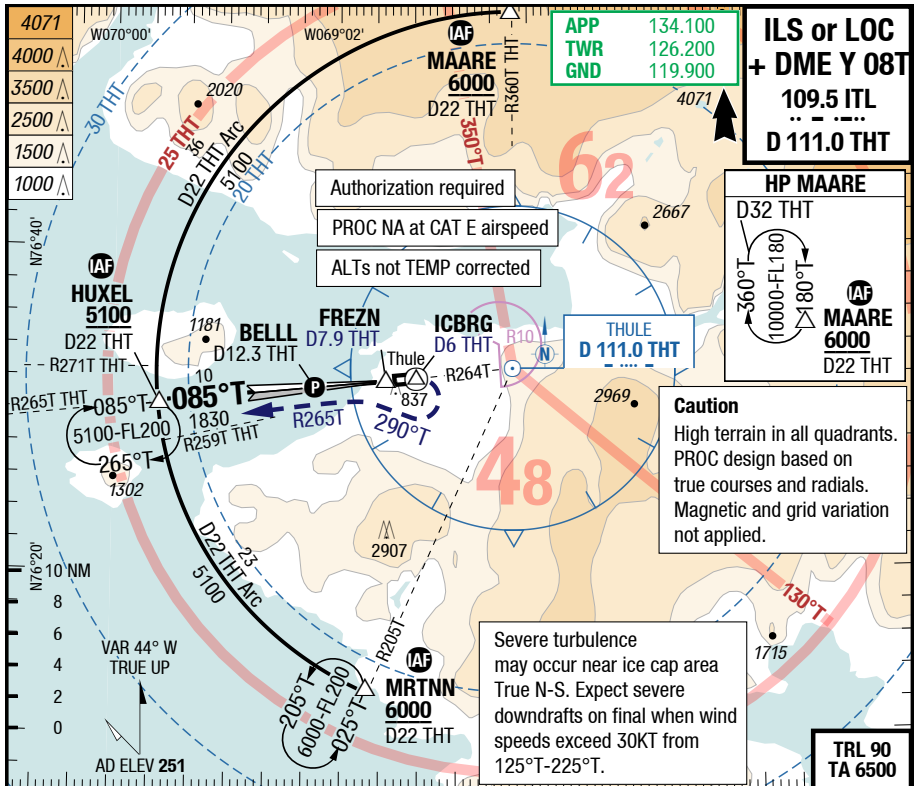 4071
4000
3500
2500
1500
1000
W070°00'
W069°02'
N76°40'
N76°20'
30 THT
25 THT
20 THT
2020
36
D22 THT Arc
5100
IAF
MAARE
6000
D22 THT
R360T THT
350°T
APP 134.100
TWR 126.200
GND 119.900
4071
ILS or LOC
+ DME Y 08T
109.5 ITL
D 111.0 THT
62
2667
Authorization required
PROC NA at CAT E airspeed
ALTs not TEMP corrected
HP MAARE
D32 THT
360°T
10000-FL180
180°T
IAF
MAARE
6000
D22 THT
IAF
HUXEL
5100
D22 THT
1181
BELLL
D12.3 THT
FREZN
D7.9 THT
ICBRG
D6 THT
R10
N
THULE
D 111.0 THT
R271T THT
10
085°T
1830
P
Thule
837
R264T
R265T THT
085°T
5100-FL200
265°T
R259T THT
R265T
290°T
1302
2969
48
2907
Caution
High terrain in all quadrants.
PROC design based on
true courses and radials.
Magnetic and grid variation
not applied.
23
D22 THT Arc
5100
10 NM
8
6
4
2
0
VAR 44° W
TRUE UP
AD ELEV 251
R205T
205°T
6000-FL200
025°T
IAF
MRTNN
6000
D22 THT
130°T
1715
Severe turbulence
may occur near ice cap area
True N-S. Expect severe
downdrafts on final when wind
speeds exceed 30KT from
125°T-225°T.
TRL 90
TA 6500